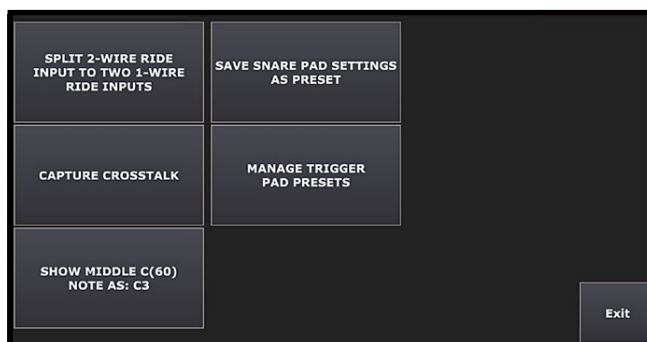 SPLIT 2-WIRE RIDE
INPUT TO TWO 1-WIRE
RIDE INPUTS
SAVE SNARE PAD SETTINGS
AS PRESET
CAPTURE CROSSTALK
MANAGE TRIGGER
PAD PRESETS
SHOW MIDDLE C(60)
NOTE AS: C3
Exit